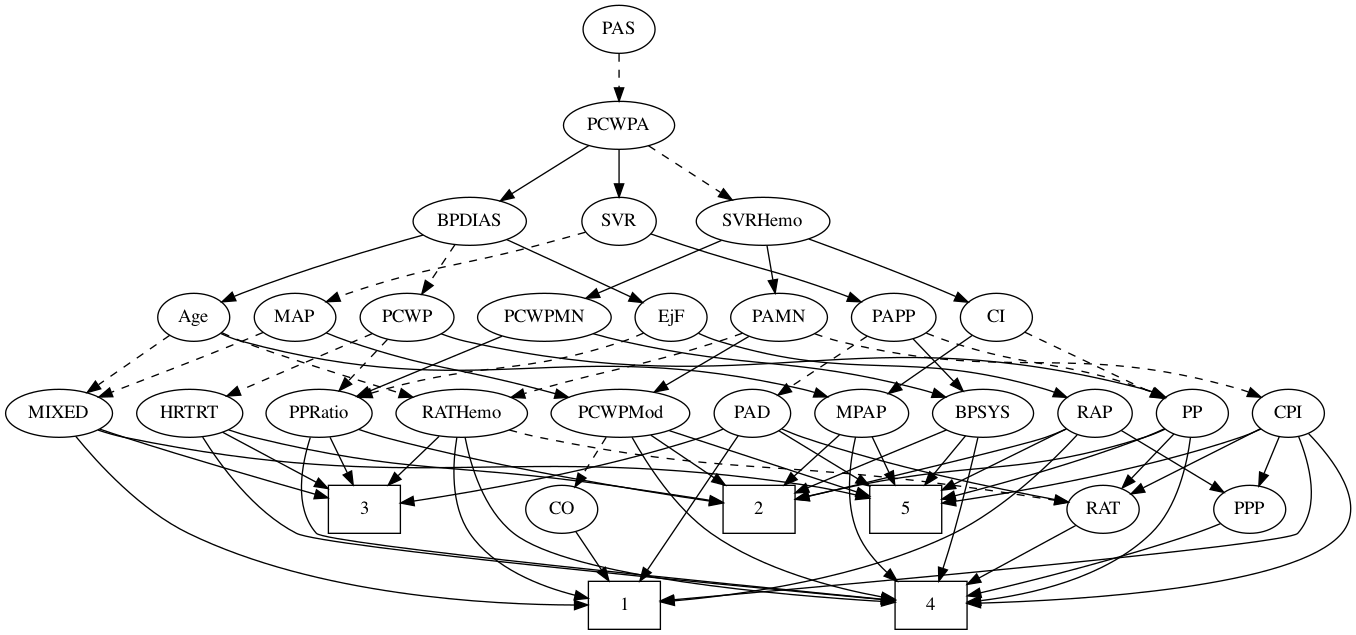 PAS
PCWPA
BPDIAS SVR SVRHemo
Age MAP PCWP PCWPMN EjF PAMN PAPP CI
MIXED HRTRT PPRatio RATHemo PCWPMod PAD MPAP BPSYS RAP PP CPI
3 CO 2 5 RAT PPP
1 4